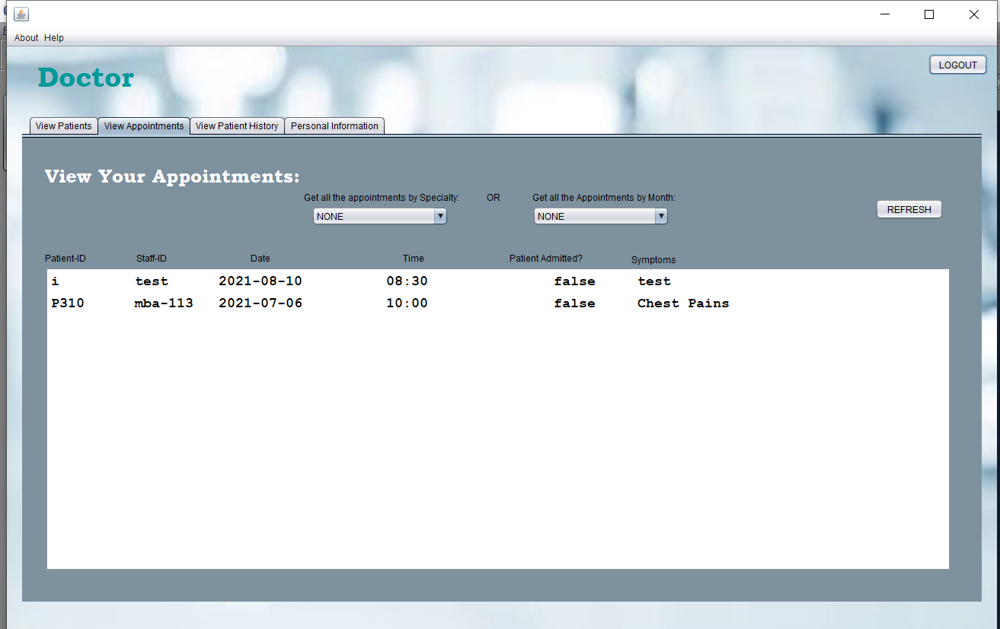 About Help
Doctor
LOGOUT
View Patients View Appointments View Patient History Personal Information
View Your Appointments:
Get all the appointments by Specialty: OR Get all the Appointments by Month:
NONE NONE REFRESH
Patient-ID Staff-ID Date Time Patient Admitted? Symptoms
i test 2021-08-10 08:30 false test
P310 mba-113 2021-07-06 10:00 false Chest Pains